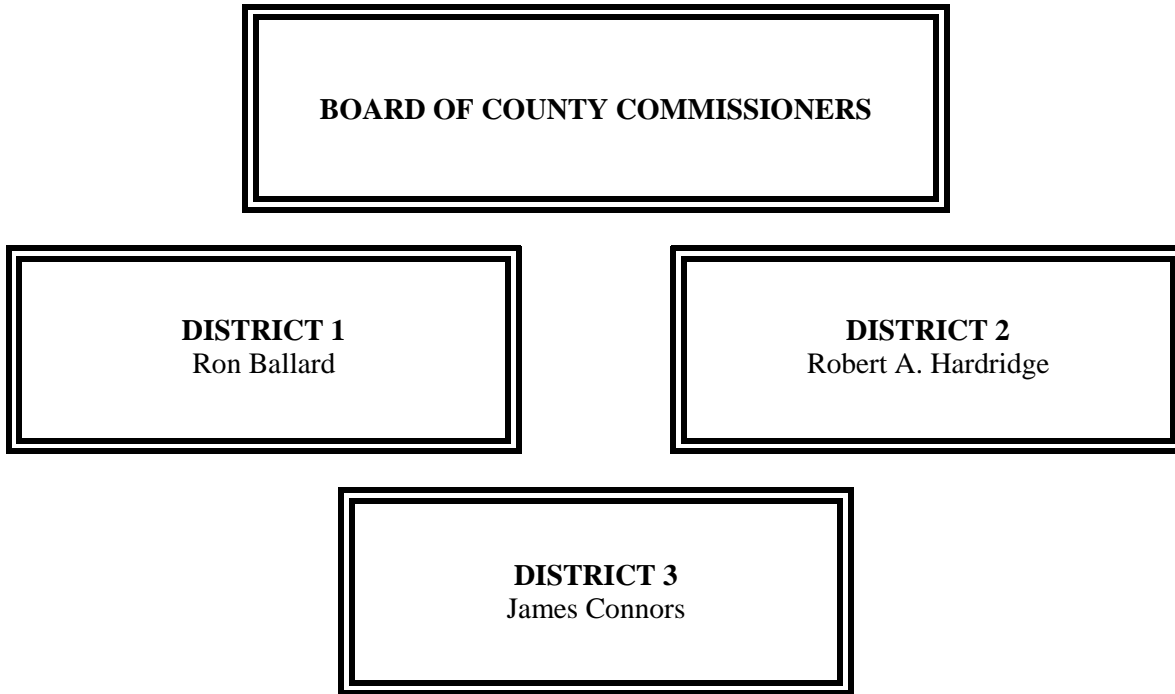 BOARD OF COUNTY COMMISSIONERS
DISTRICT 1
Ron Ballard
DISTRICT 2
Robert A. Hardridge
DISTRICT 3
James Connors